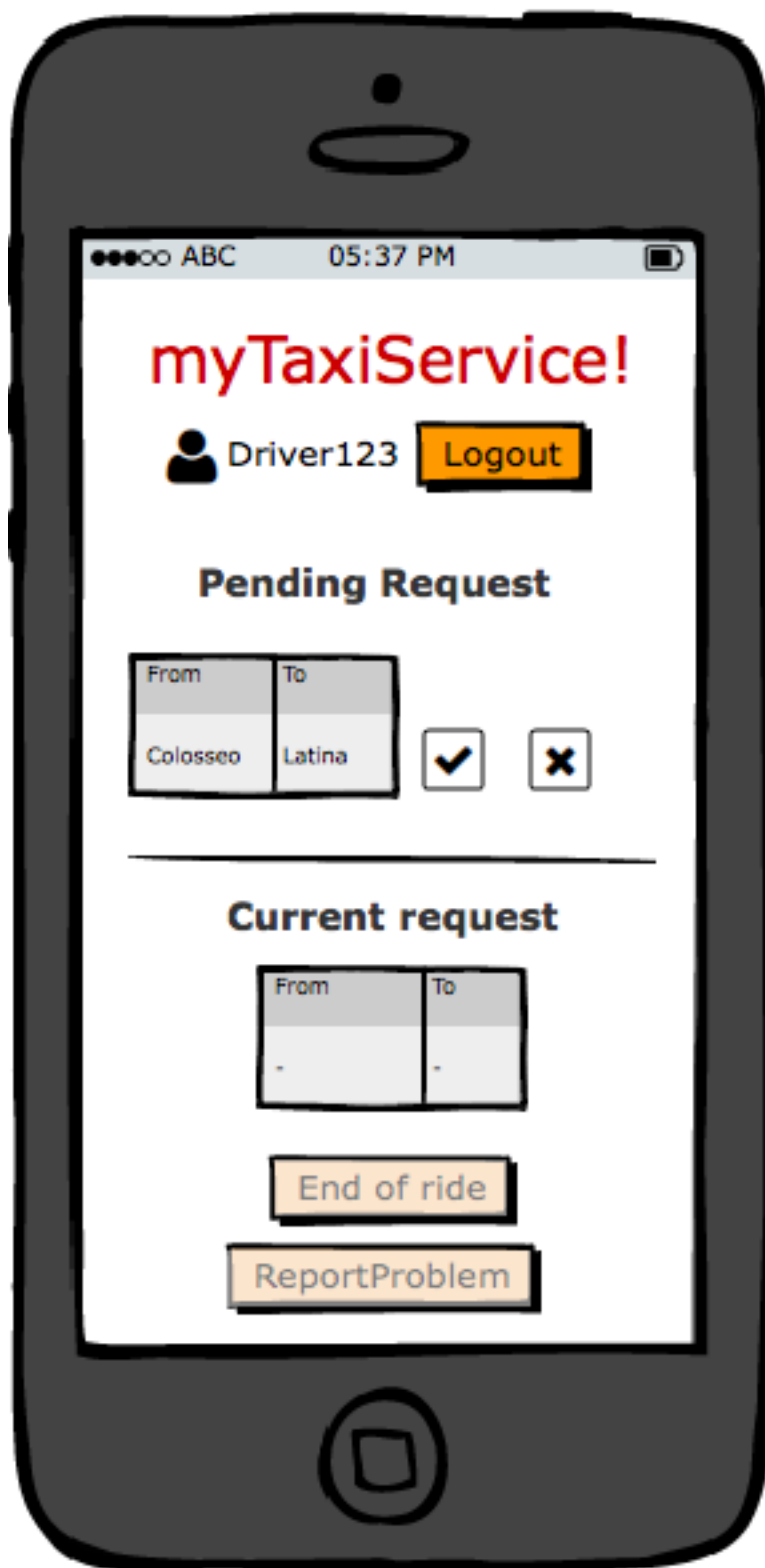 ABC 05:37 PM
myTaxiService!
Driver123 Logout
Pending Request
From To
Colosseo Latina
Current request
From To
- -
End of ride
ReportProblem